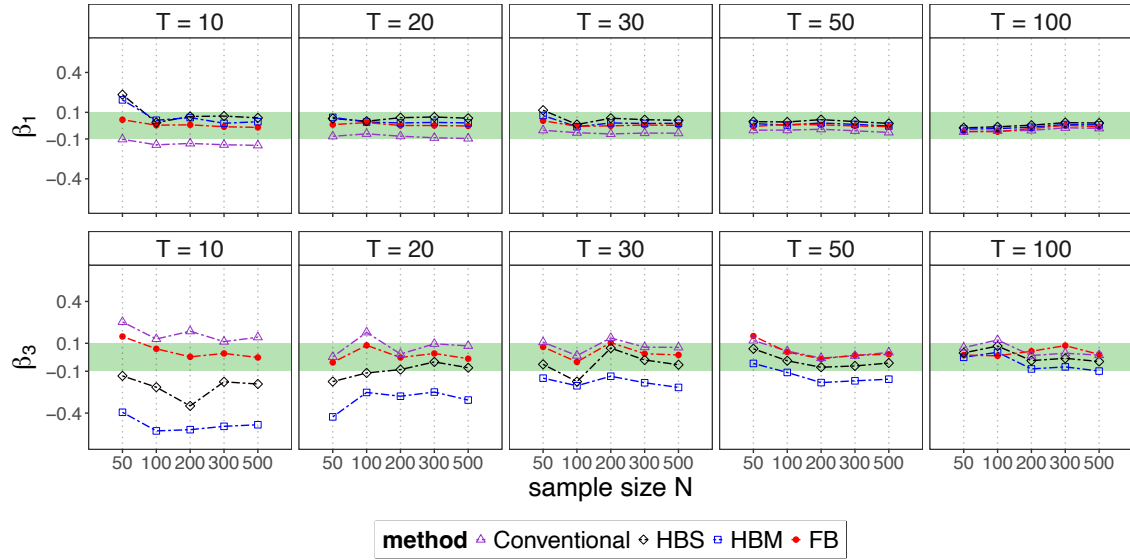 T = 10 T = 20 T = 30 T = 50 T = 100
0.4
0.1
-0.1
-0.4
β1
T = 10 T = 20 T = 30 T = 50 T = 100
0.4
0.1
-0.1
-0.4
β3
50 100 200 300 500 50 100 200 300 500 50 100 200 300 500 50 100 200 300 500 50 100 200 300 500
sample size N
method Conventional HBS HBM FB